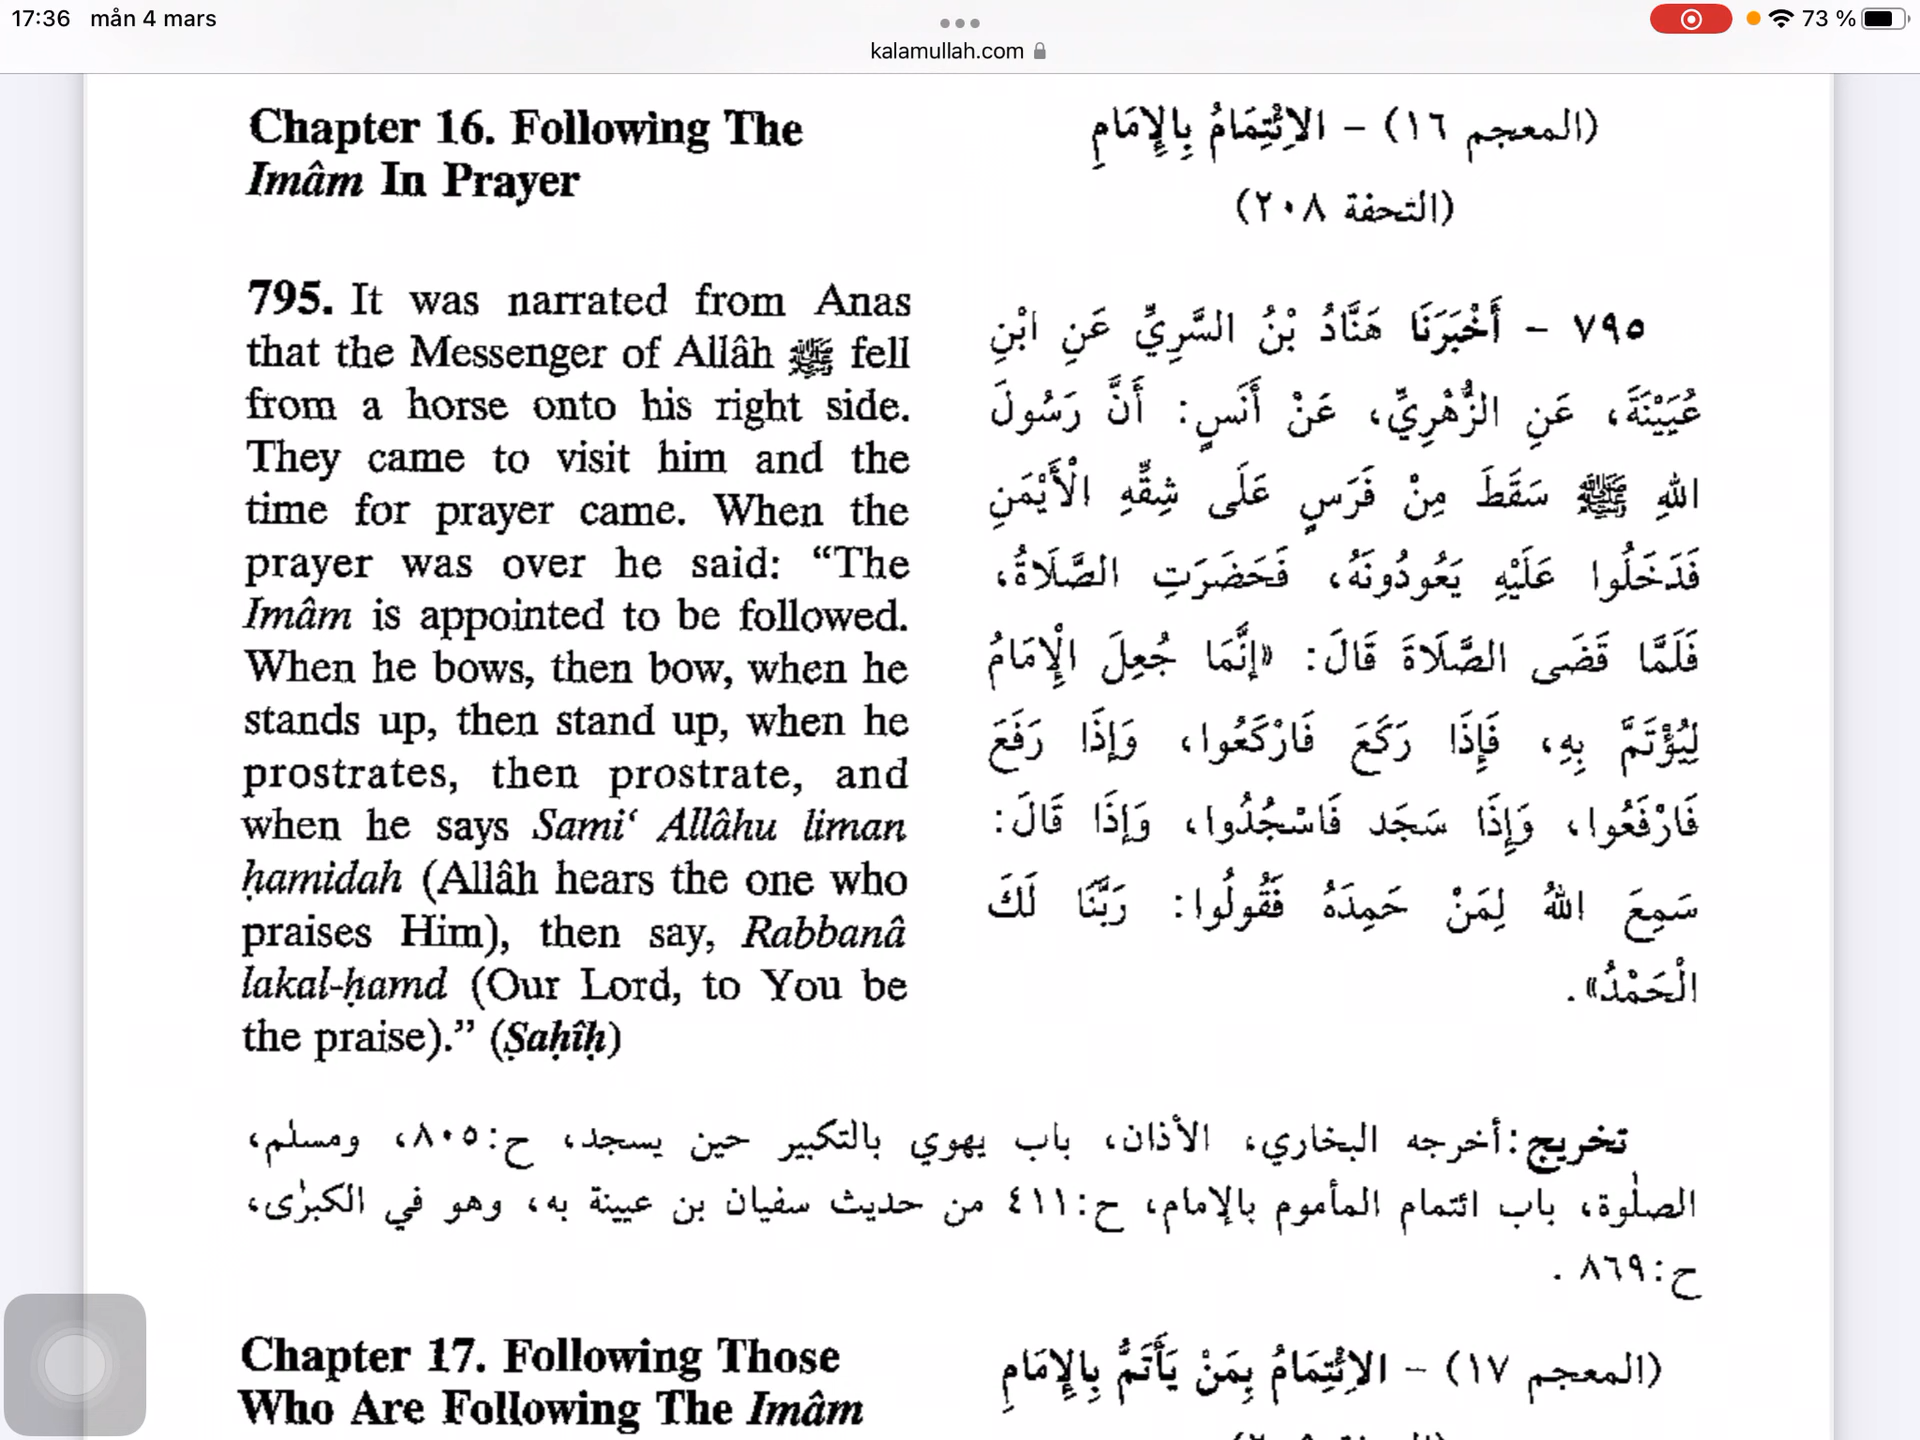 17:36 mån 4 mars
73 %
kalamullah.com
Chapter 16. Following The
Imâm In Prayer
(المعجم ١٦) - الاِئْتِمَامُ بِالإِمَامِ
(التحفة ٢٠٨)
795. It was narrated from Anas
that the Messenger of Allâh ﷺ fell
from a horse onto his right side.
They came to visit him and the
time for prayer came. When the
prayer was over he said: “The
Imâm is appointed to be followed.
When he bows, then bow, when he
stands up, then stand up, when he
prostrates, then prostrate, and
when he says Sami‘ Allâhu liman
ḥamidah (Allâh hears the one who
praises Him), then say, Rabbanâ
lakal-ḥamd (Our Lord, to You be
the praise).” (Ṣaḥîḥ)
٧٩٥ - أَخْبَرَنَا هَنَّادُ بْنُ السَّرِيِّ عَنِ ابْنِ
عُيَيْنَةَ، عَنِ الزُّهْرِيِّ، عَنْ أَنَسٍ: أَنَّ رَسُولَ
اللهِ ﷺ سَقَطَ مِنْ فَرَسٍ عَلَى شِقِّهِ الْأَيْمَنِ
فَدَخَلُوا عَلَيْهِ يَعُودُونَهُ، فَحَضَرَتِ الصَّلَاةُ،
فَلَمَّا قَضَى الصَّلَاةَ قَالَ: «إِنَّمَا جُعِلَ الْإِمَامُ
لِيُؤْتَمَّ بِهِ، فَإِذَا رَكَعَ فَارْكَعُوا، وَإِذَا رَفَعَ
فَارْفَعُوا، وَإِذَا سَجَد فَاسْجُدُوا، وَإِذَا قَالَ:
سَمِعَ اللهُ لِمَنْ حَمِدَهُ فَقُولُوا: رَبَّنَا لَكَ
الْحَمْدُ».
تخريج: أخرجه البخاري، الأذان، باب يهوي بالتكبير حين يسجد، ح:٨٠٥، ومسلم،
الصلٰوة، باب ائتمام المأموم بالإمام، ح:٤١١ من حديث سفيان بن عيينة به، وهو في الكبرٰى،
ح:٨٦٩ .
Chapter 17. Following Those
Who Are Following The Imâm
(المعجم ١٧) - الاِئْتِمَامُ بِمَنْ يَأْتَمُّ بِالإِمَامِ